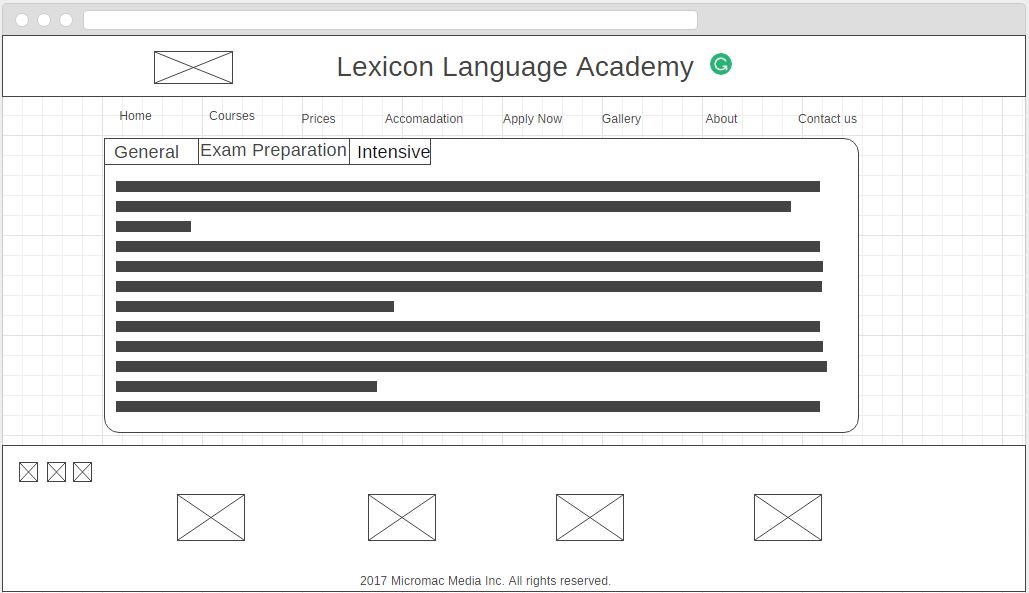 Lexicon Language Academy
Home Courses Prices Accomadation Apply Now Gallery About Contact us
General Exam Preparation Intensive
2017 Micromac Media Inc. All rights reserved.